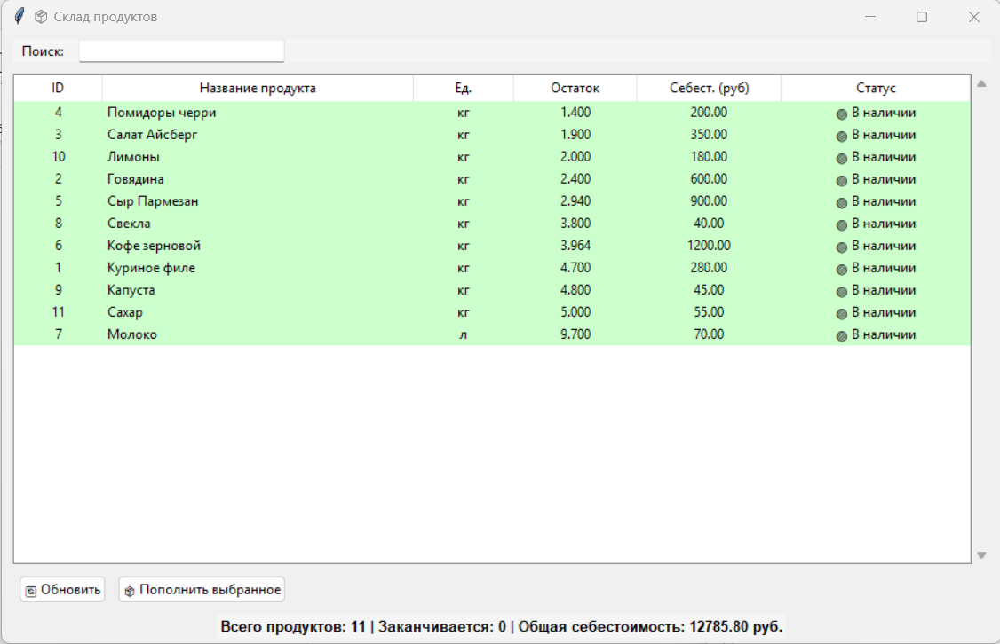 Склад продуктов
Поиск:
ID Название продукта Ед. Остаток Себест. (руб) Статус
4 Помидоры черри кг 1.400 200.00 В наличии
3 Салат Айсберг кг 1.900 350.00 В наличии
10 Лимоны кг 2.000 180.00 В наличии
2 Говядина кг 2.400 600.00 В наличии
5 Сыр Пармезан кг 2.940 900.00 В наличии
8 Свекла кг 3.800 40.00 В наличии
6 Кофе зерновой кг 3.964 1200.00 В наличии
1 Куриное филе кг 4.700 280.00 В наличии
9 Капуста кг 4.800 45.00 В наличии
11 Сахар кг 5.000 55.00 В наличии
7 Молоко л 9.700 70.00 В наличии
Обновить Пополнить выбранное
Всего продуктов: 11 | Заканчивается: 0 | Общая себестоимость: 12785.80 руб.